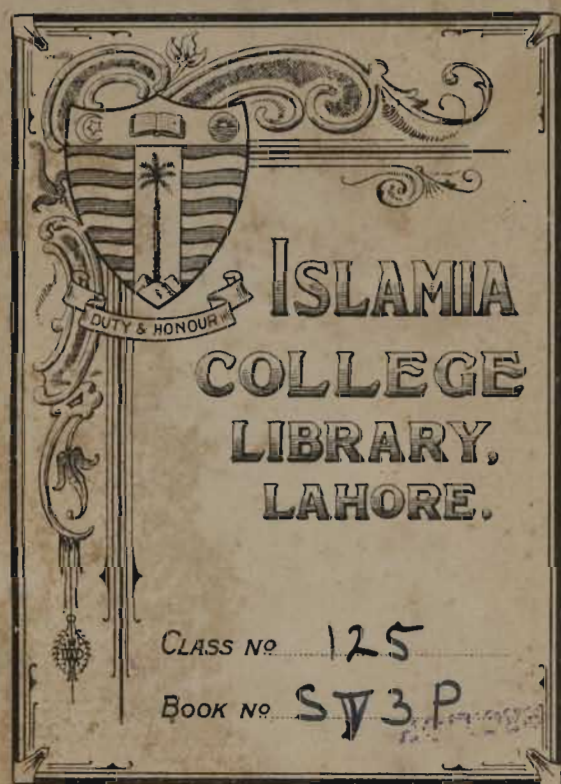 DUTY & HONOUR
ISLAMIA
COLLEGE
LIBRARY,
LAHORE.
CLASS Nº 125
BOOK Nº